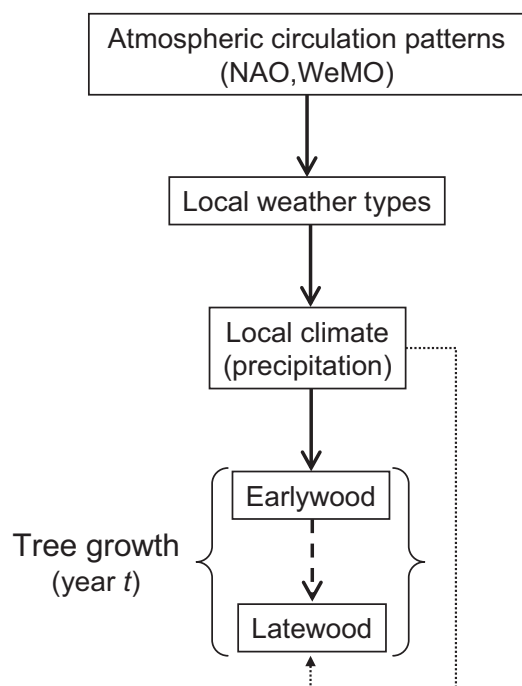 Atmospheric circulation patterns
(NAO,WeMO)
Local weather types
Local climate
(precipitation)
Earlywood
Tree growth
(year t)
Latewood